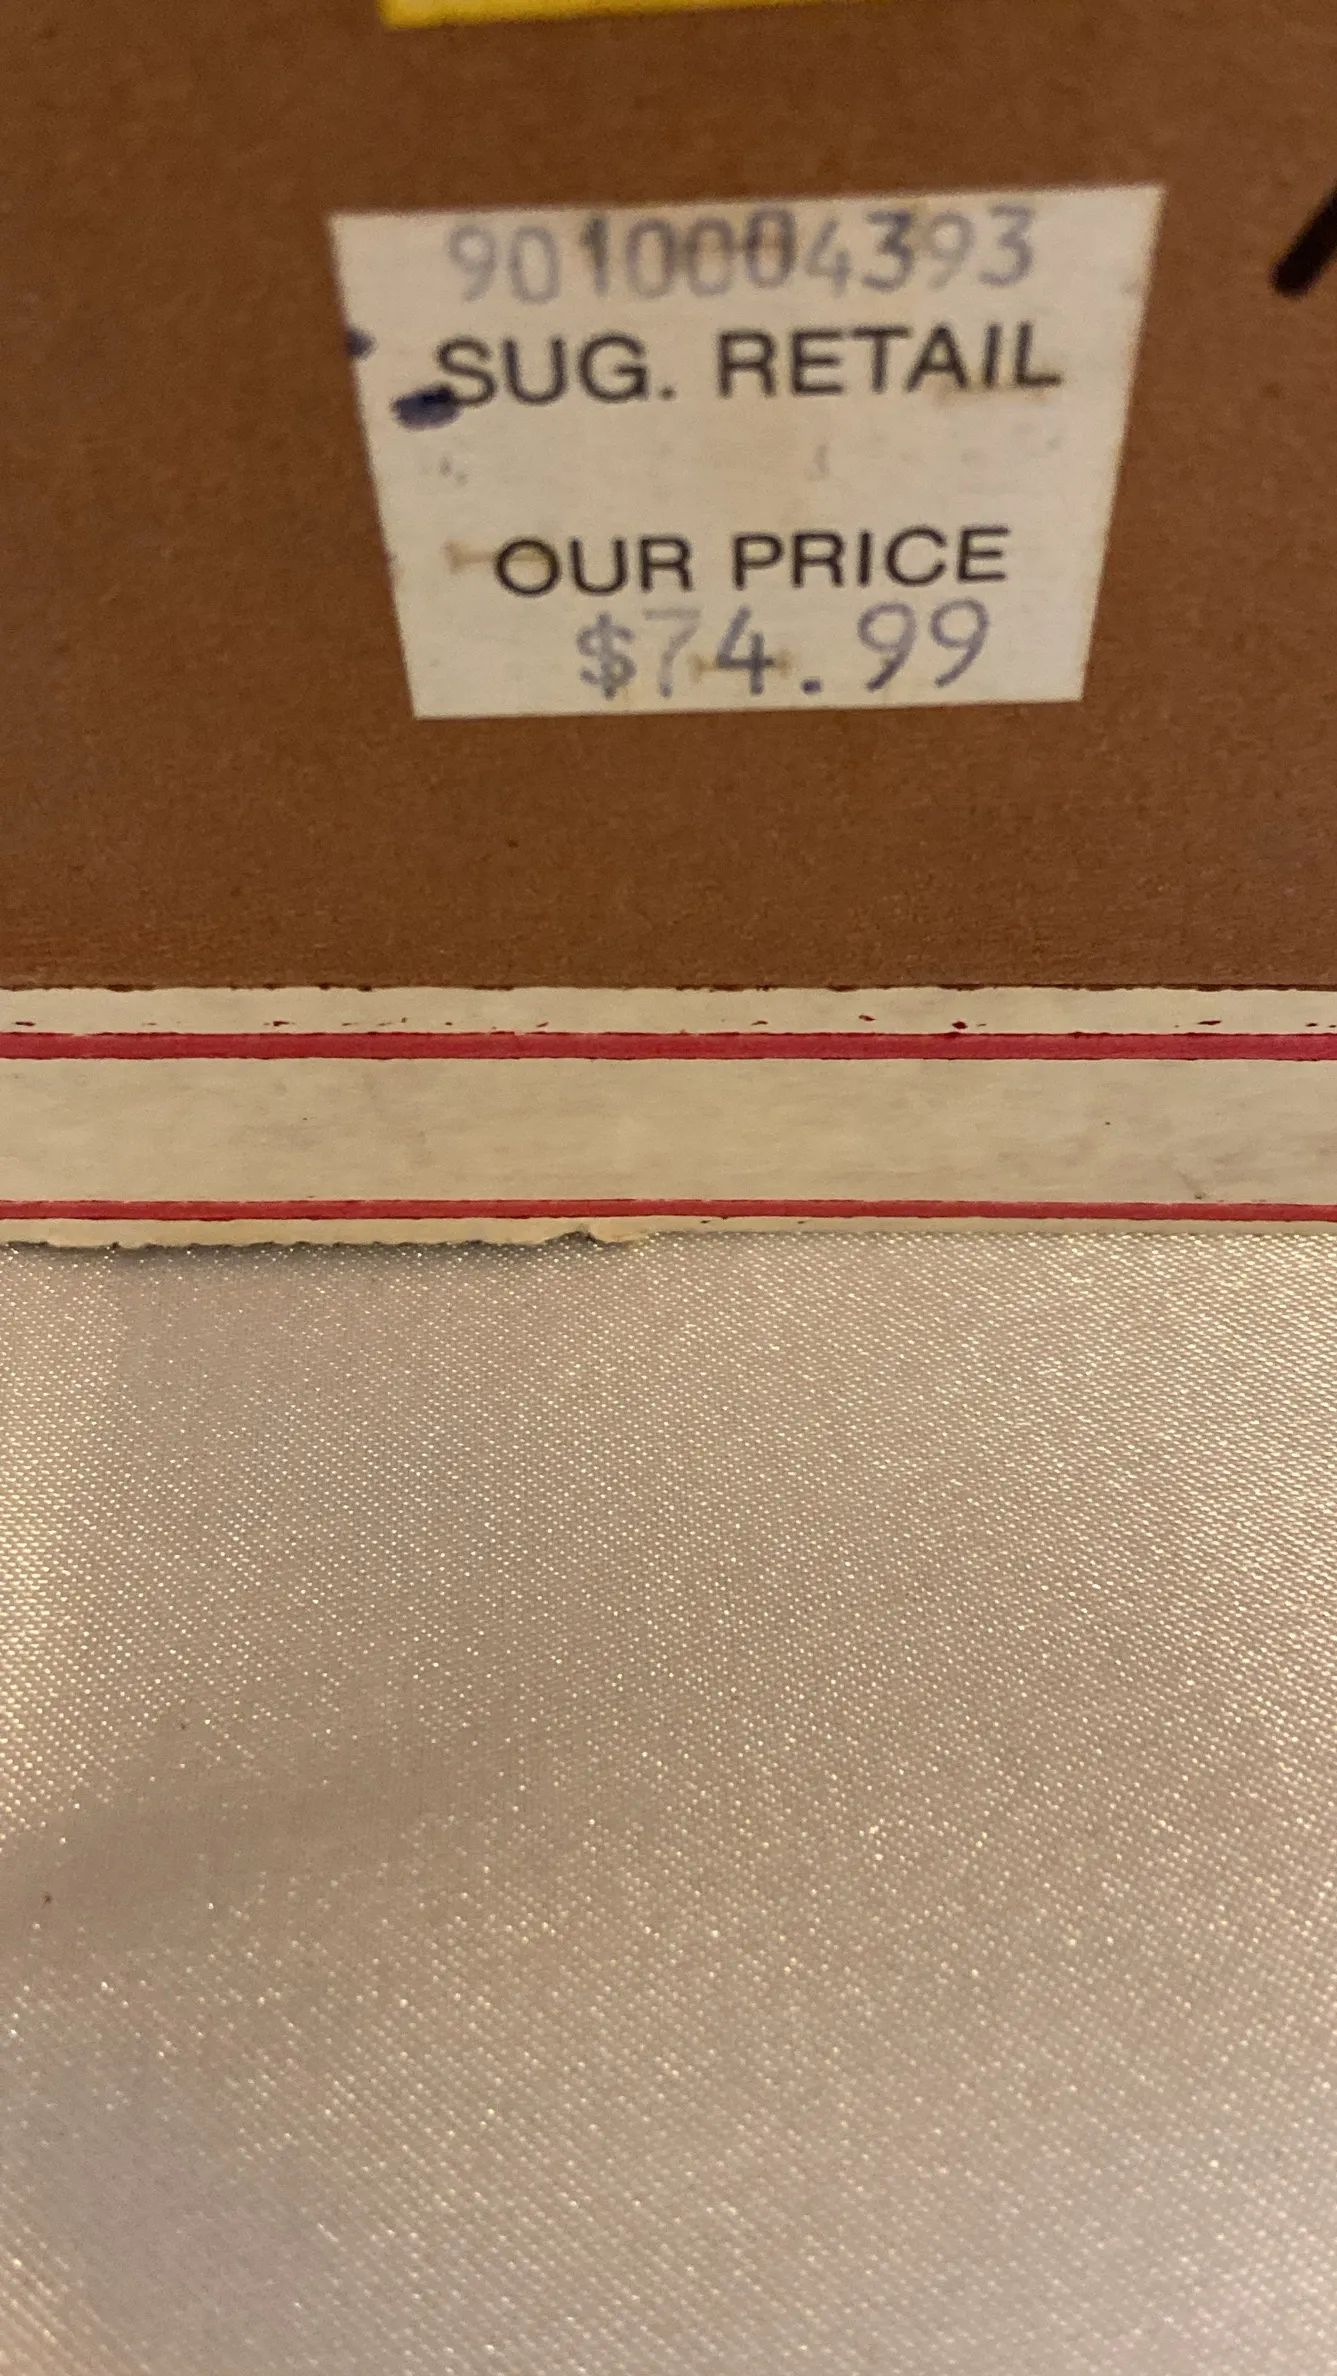 9010004393
SUG. RETAIL
OUR PRICE
$74.99